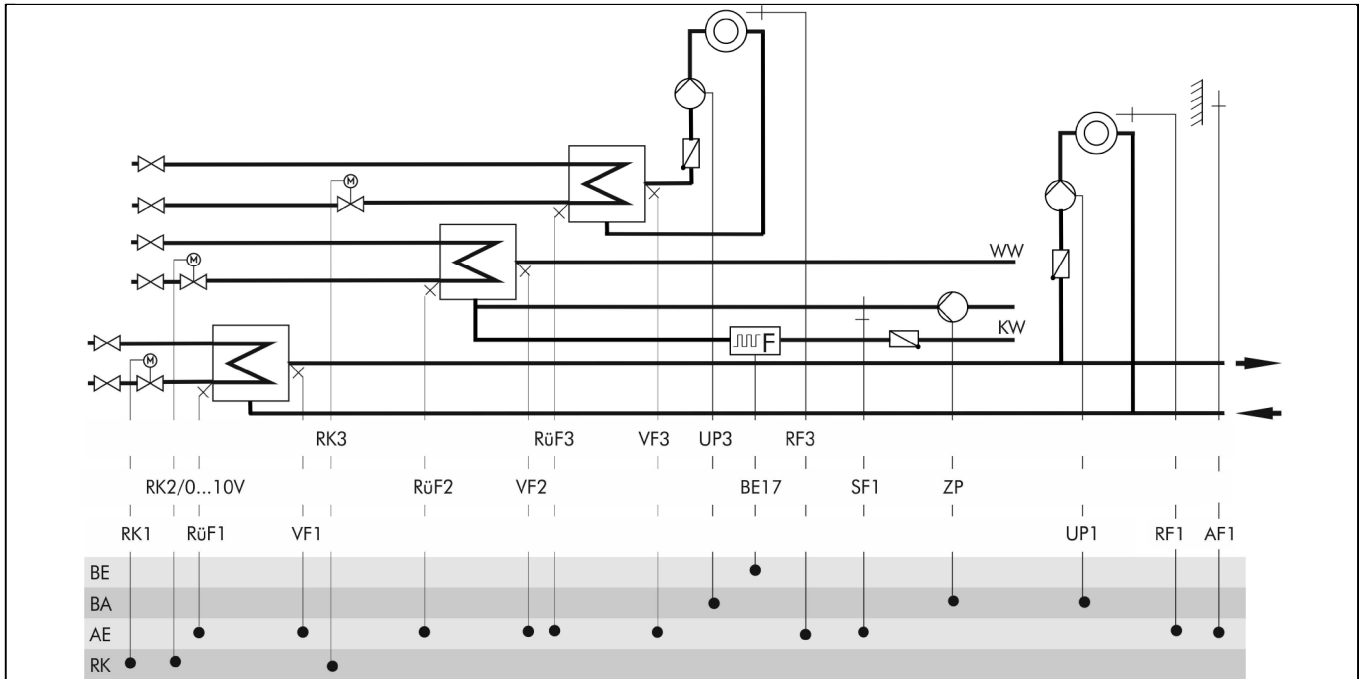 M
M
WW
F
KW
M
RK3 RüF3 VF3 UP3 RF3
RK2/0...10V RüF2 VF2 BE17 SF1 ZP
RK1 RüF1 VF1 UP1 RF1 AF1
BE
BA
AE
RK